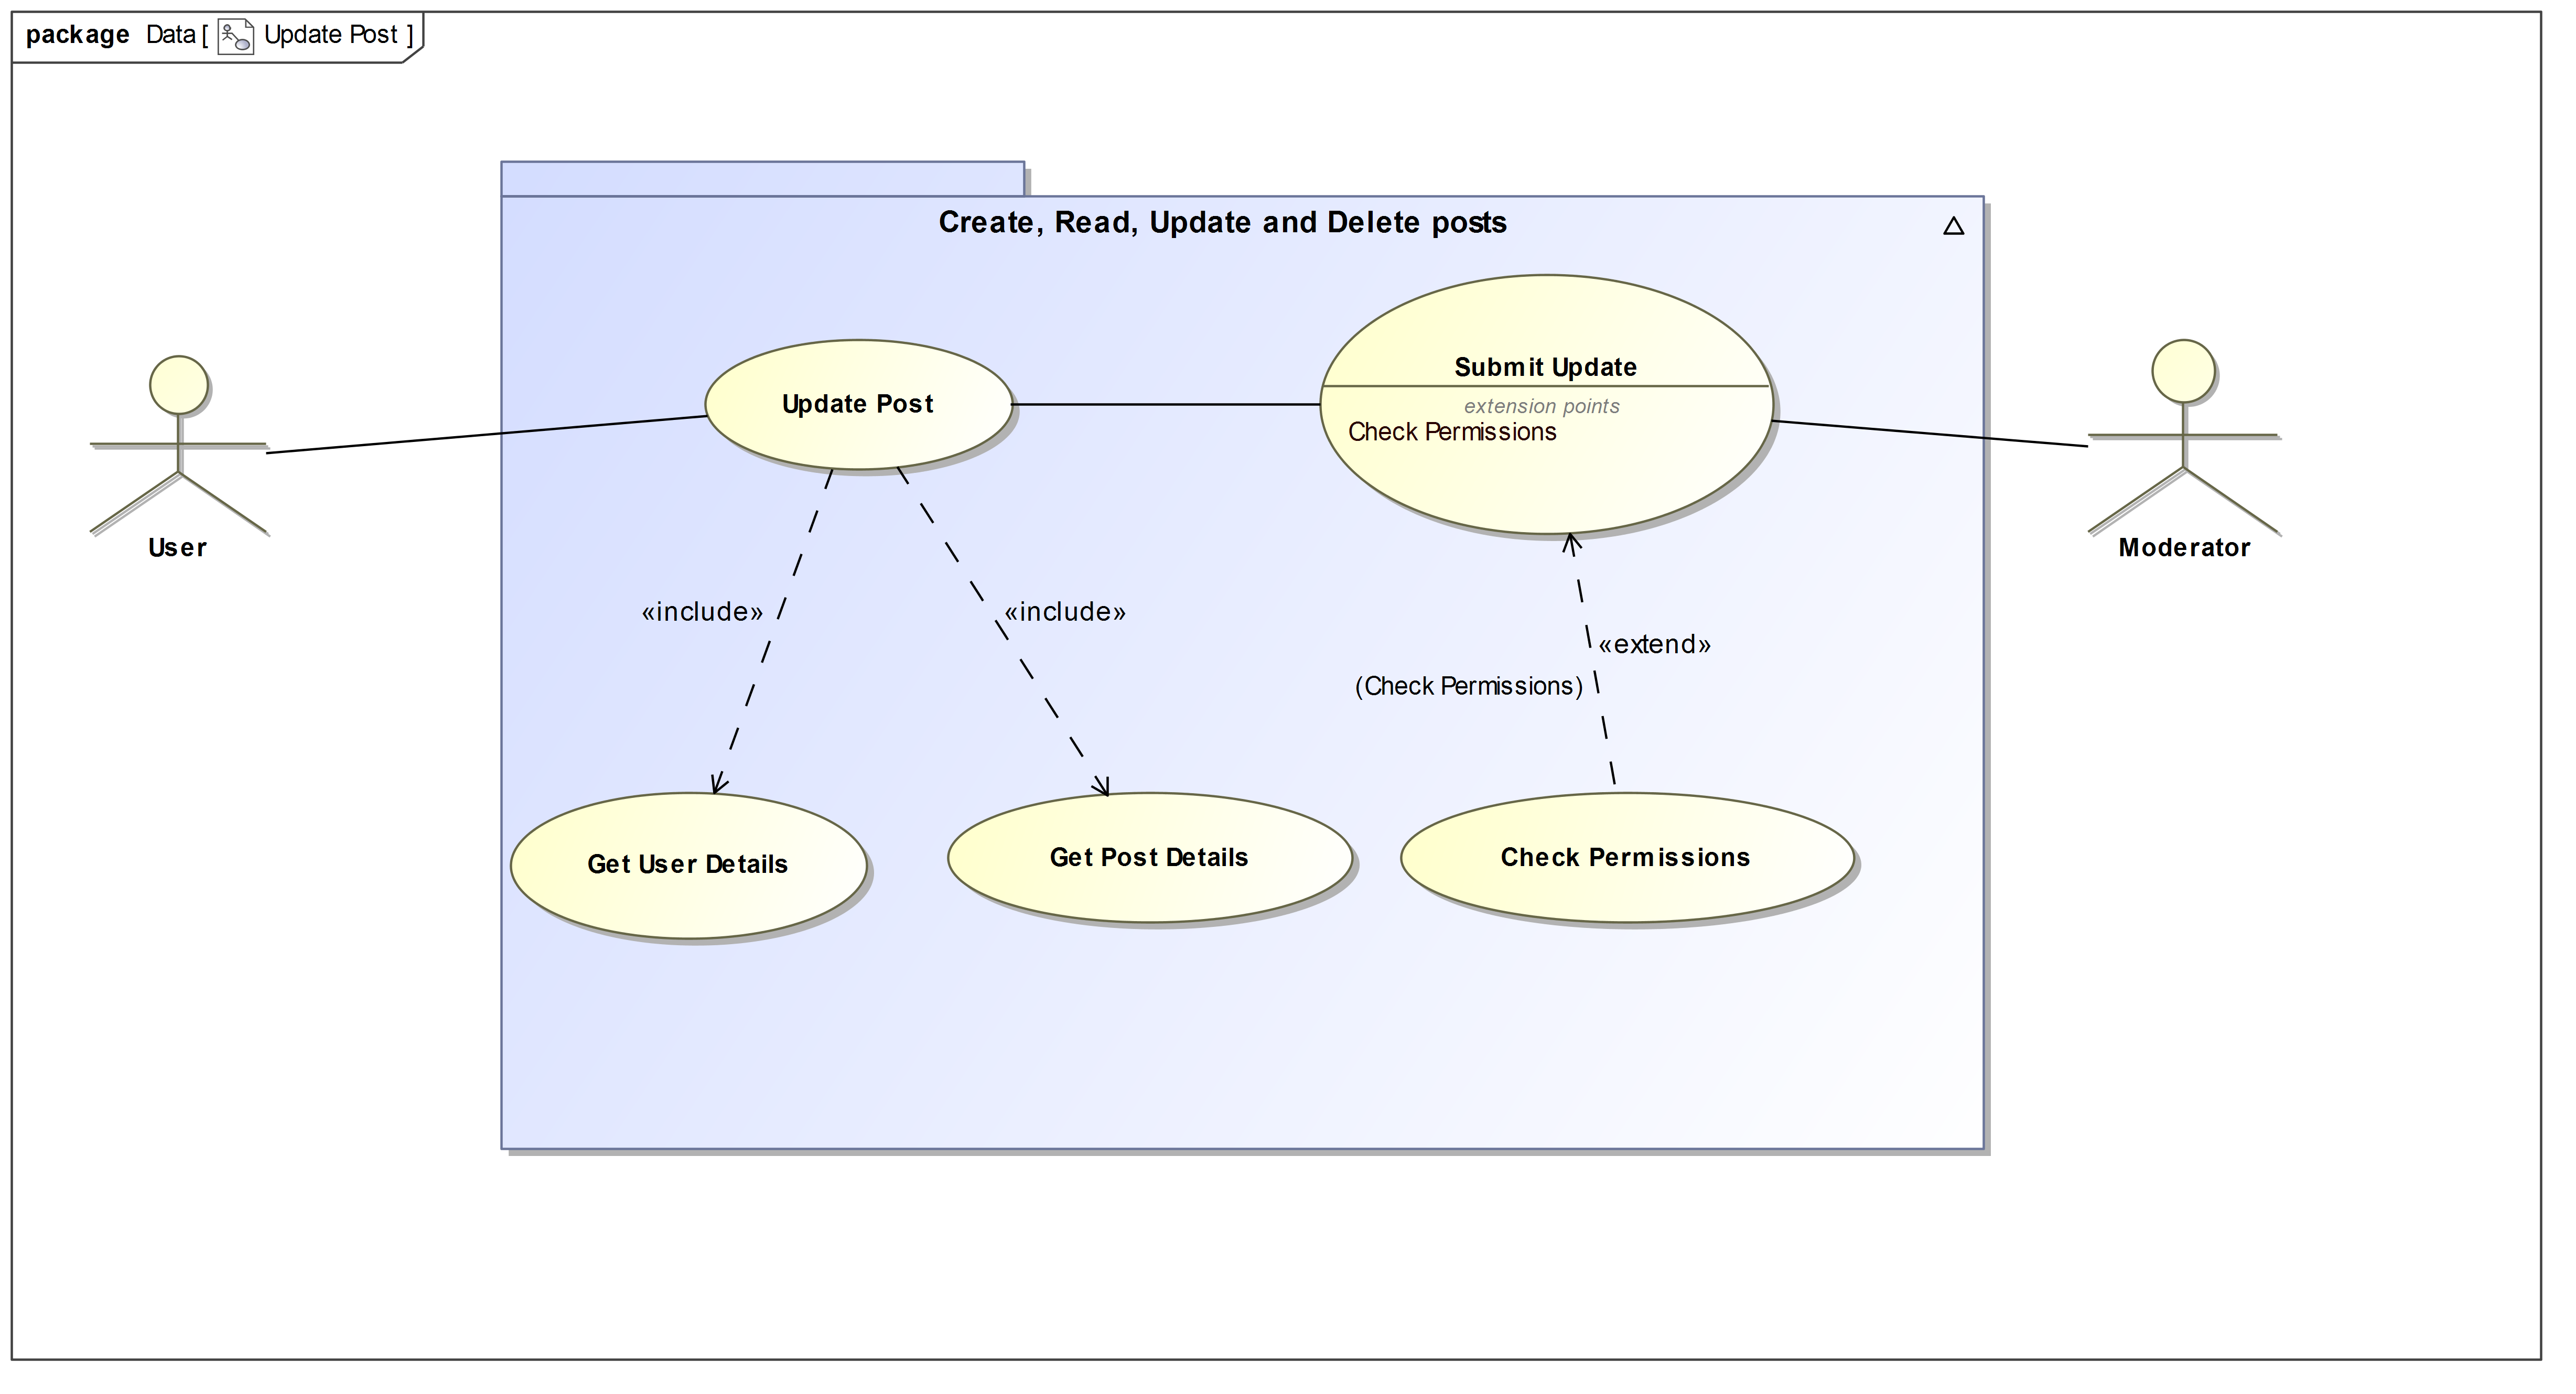 package Data [ Update Post ]
Create, Read, Update and Delete posts
Submit Update
Update Post
extension points
Check Permissions
User
Moderator
«include»
«include»
«extend»
(Check Permissions)
Get User Details
Get Post Details
Check Permissions